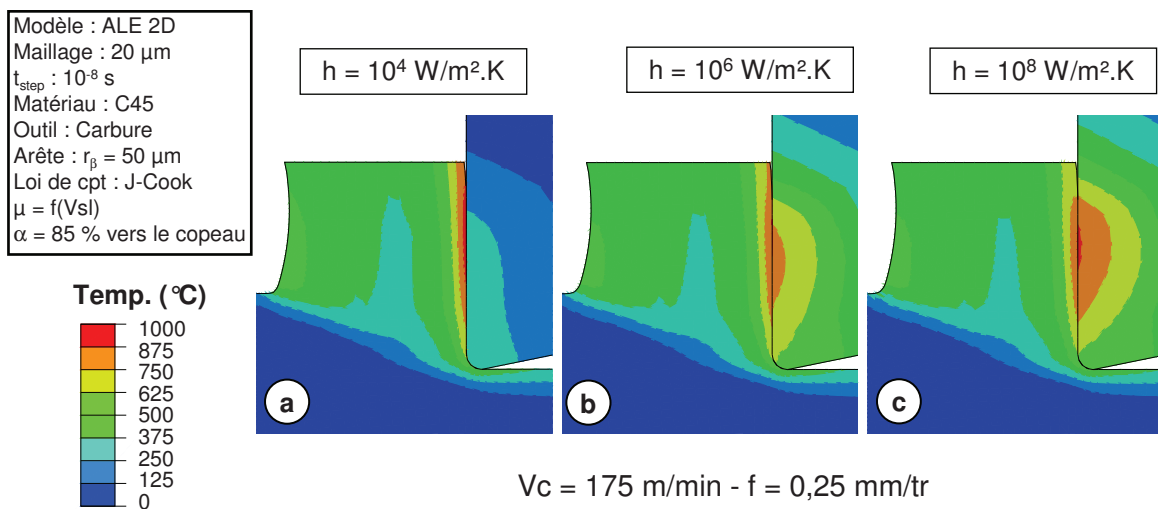 Modèle : ALE 2D
Maillage : 20 µm
tstep : 10-8 s
Matériau : C45
Outil : Carbure
Arête : rβ = 50 µm
Loi de cpt : J-Cook
µ = f(Vsl)
α = 85 % vers le copeau
h = 10⁴ W/m².K
h = 10⁶ W/m².K
h = 10⁸ W/m².K
Temp. (°C)
1000
875
750
625
500
375
250
125
0
a
b
c
Vc = 175 m/min - f = 0,25 mm/tr